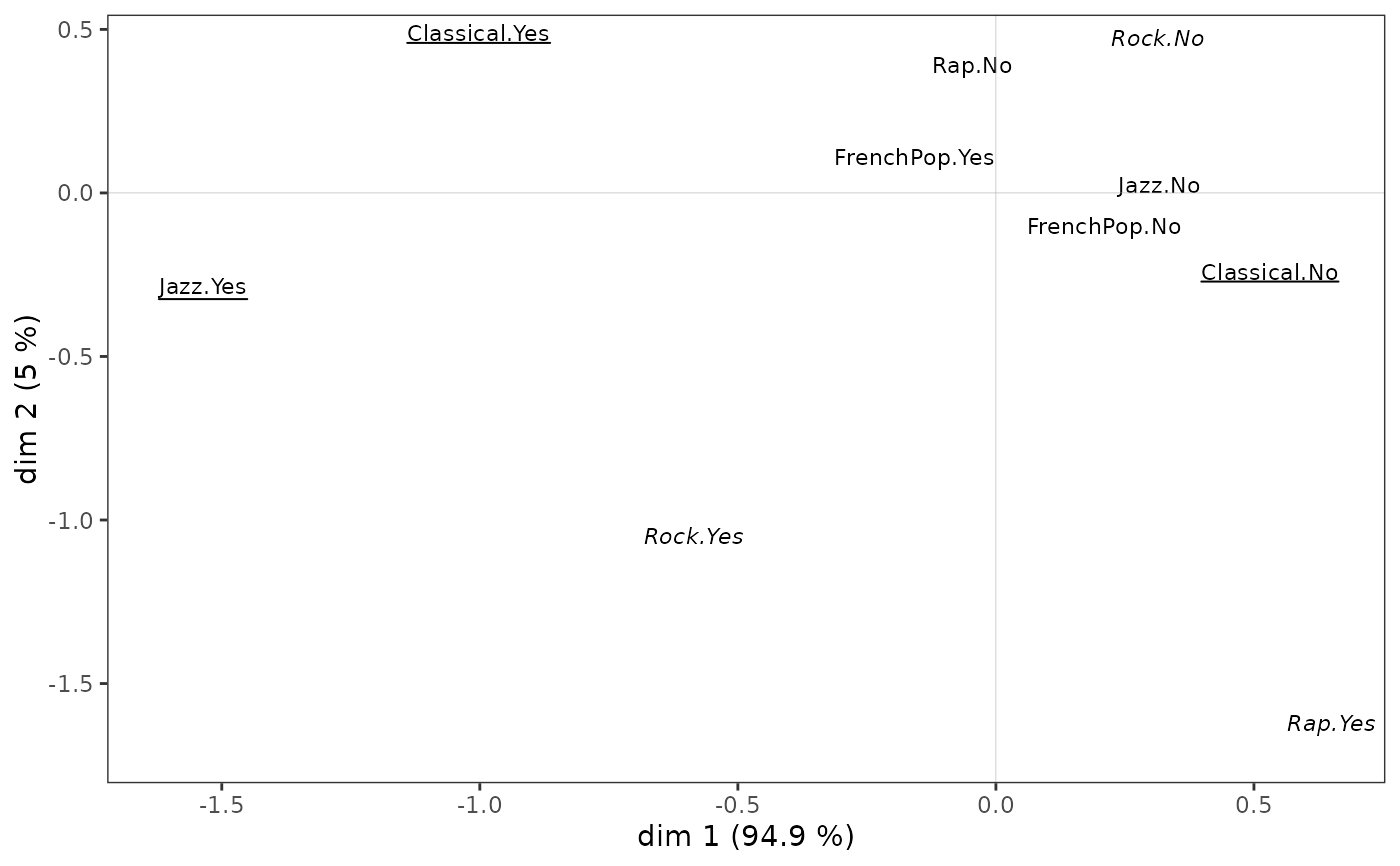 0.5
Classical.Yes
Rock.No
Rap.No
FrenchPop.Yes
0.0
Jazz.No
FrenchPop.No
Classical.No
Jazz.Yes
-0.5
dim 2 (5 %)
-1.0
Rock.Yes
-1.5
Rap.Yes
-1.5 -1.0 -0.5 0.0 0.5
dim 1 (94.9 %)